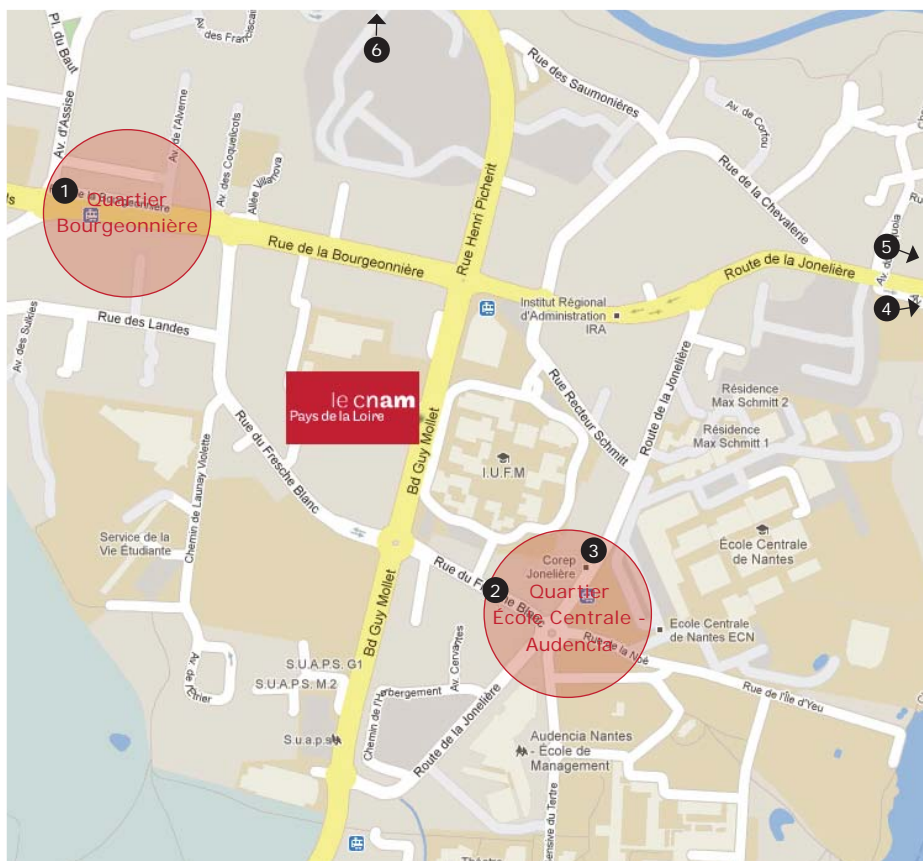 Pl. du Baut
Av. des Franciscai
6
Rue des Saumonières
Av. de Cortou
Rue Henri Picherit
Av. d'Assise
Av. de l'Alverne
Av. des Coquelicots
Allée Villanova
Rue de la Chevalerie
1
Quartier
Bourgeonnière
Rue de la Bourgeonnière
Route de la Jonelière
5
4
Institut Régional
d'Administration
IRA
Av. des Sulkies
Rue des Landes
le cnam
Pays de la Loire
Bd Guy Mollet
Rue Recteur Schmitt
Route de la Jonelière
Résidence
Max Schmitt 2
Résidence
Max Schmitt 1
I.U.F.M
Rue du Fresche Blanc
Chemin de Launay Violette
Service de la
Vie Étudiante
École Centrale
de Nantes
Corep
Jonelière
3
2
Quartier
École Centrale -
Audencia
Ecole Centrale
de Nantes ECN
Rue de la Noë
Rue de l'Île d'Yeu
Bd Guy Mollet
Av. Cervantes
S.U.A.P.S. G1
S.U.A.P.S. M.2
S.u.a.p.s
Route de la Jonelière
Audencia Nantes
- École de
Management